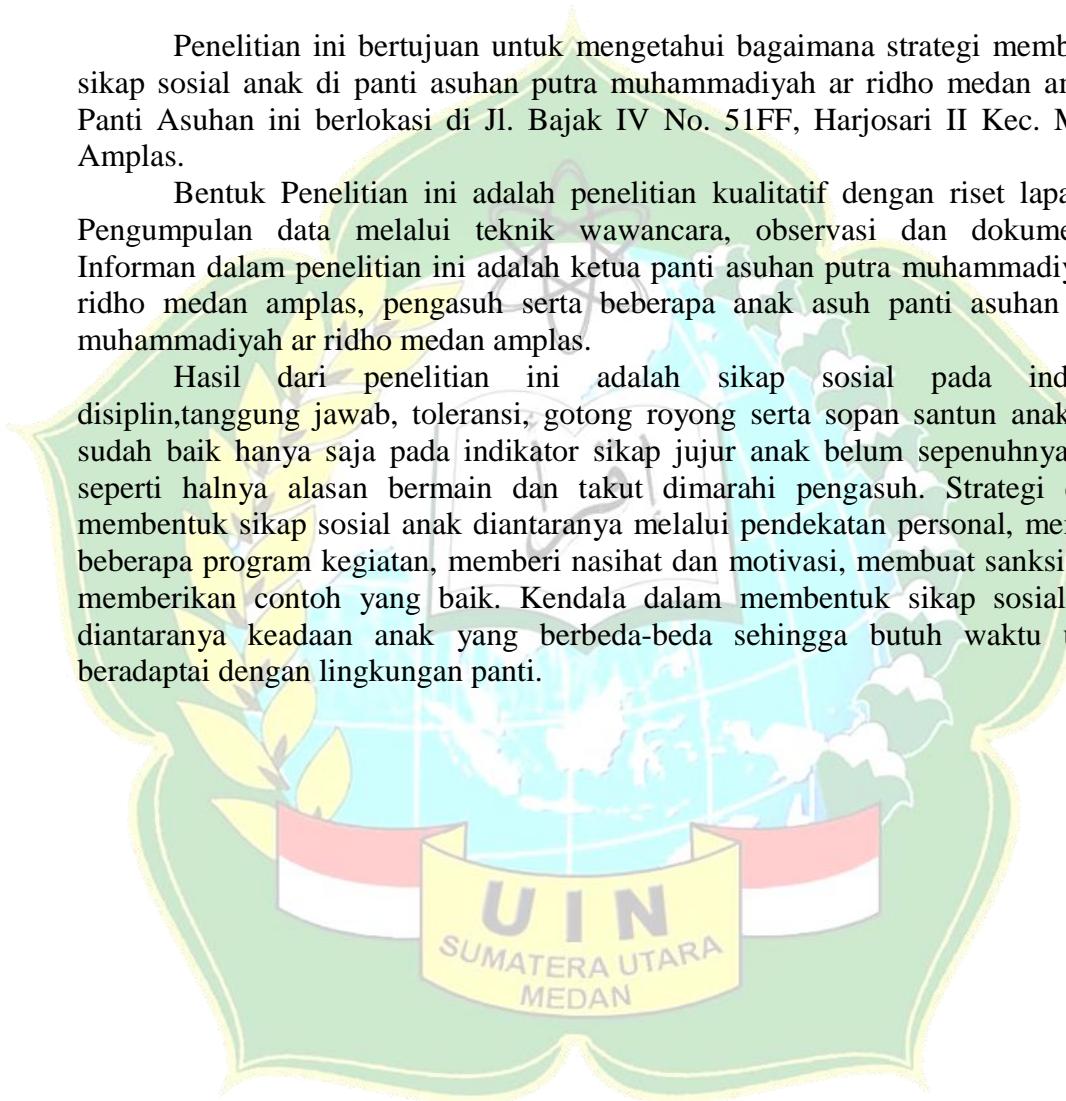 Penelitian ini bertujuan untuk mengetahui bagaimana strategi memb
sikap sosial anak di panti asuhan putra muhammadiyah ar ridho medan am
Panti Asuhan ini berlokasi di Jl. Bajak IV No. 51FF, Harjosari II Kec. M
Amplas.
Bentuk Penelitian ini adalah penelitian kualitatif dengan riset lapa
Pengumpulan data melalui teknik wawancara, observasi dan dokume
Informan dalam penelitian ini adalah ketua panti asuhan putra muhammadiy
ridho medan amplas, pengasuh serta beberapa anak asuh panti asuhan
muhammadiyah ar ridho medan amplas.
Hasil dari penelitian ini adalah sikap sosial pada ind
disiplin,tanggung jawab, toleransi, gotong royong serta sopan santun anak
sudah baik hanya saja pada indikator sikap jujur anak belum sepenuhnya
seperti halnya alasan bermain dan takut dimarahi pengasuh. Strategi
membentuk sikap sosial anak diantaranya melalui pendekatan personal, me
beberapa program kegiatan, memberi nasihat dan motivasi, membuat sanksi
memberikan contoh yang baik. Kendala dalam membentuk sikap sosial
diantaranya keadaan anak yang berbeda-beda sehingga butuh waktu u
beradaptai dengan lingkungan panti.
UIN
SUMATERA UTARA
MEDAN